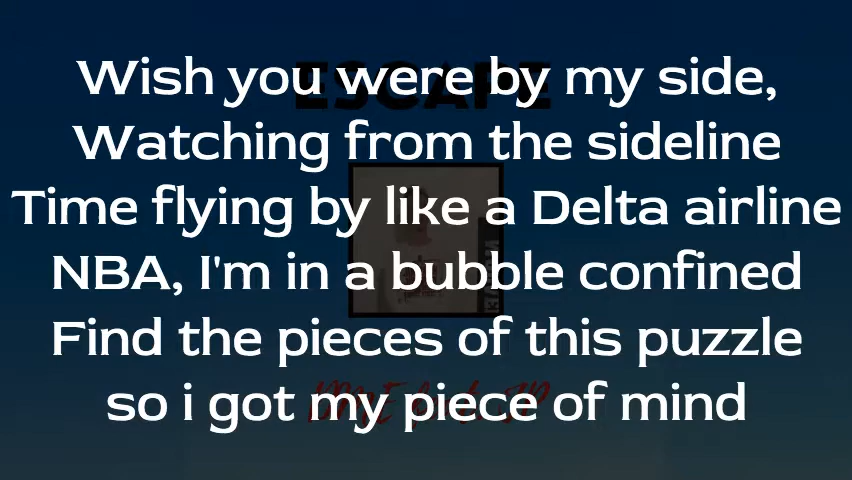 ESCAPE
Wish you were by my side,
Watching from the sideline
Time flying by like a Delta airline
NBA, I'm in a bubble confined
Find the pieces of this puzzle
so i got my piece of mind